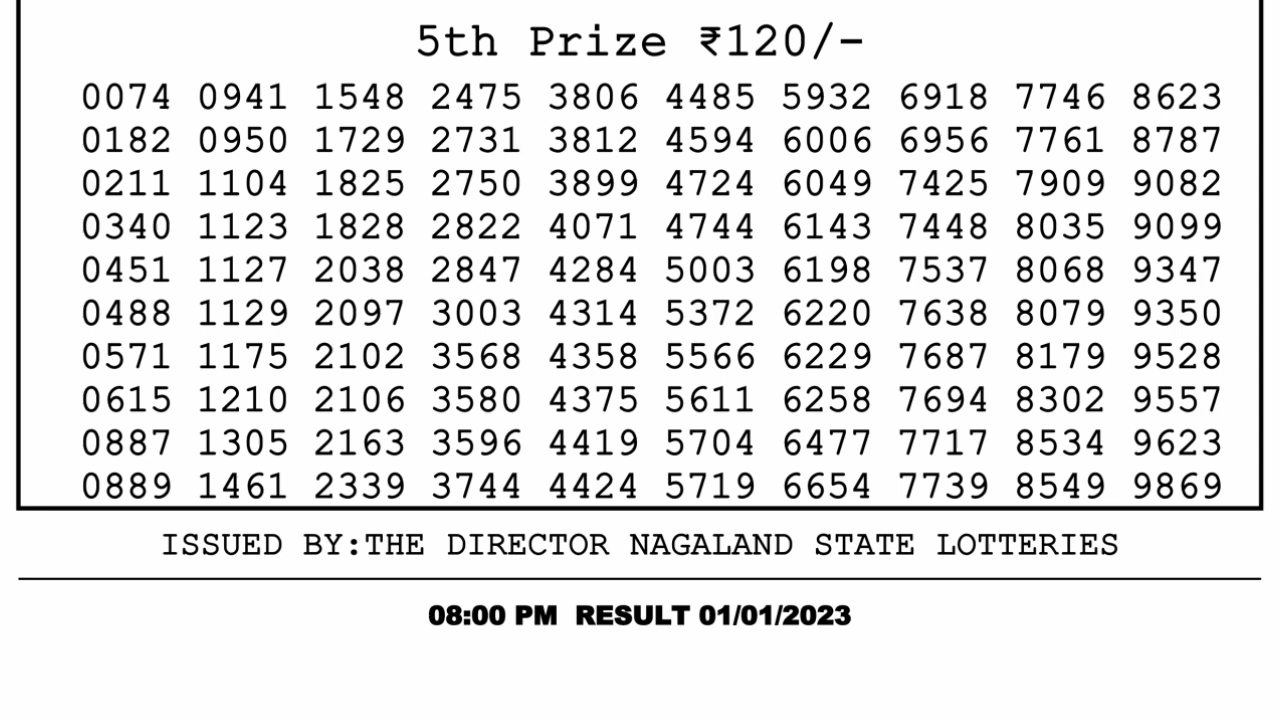 5th Prize ₹120/-
0074 0941 1548 2475 3806 4485 5932 6918 7746 8623
0182 0950 1729 2731 3812 4594 6006 6956 7761 8787
0211 1104 1825 2750 3899 4724 6049 7425 7909 9082
0340 1123 1828 2822 4071 4744 6143 7448 8035 9099
0451 1127 2038 2847 4284 5003 6198 7537 8068 9347
0488 1129 2097 3003 4314 5372 6220 7638 8079 9350
0571 1175 2102 3568 4358 5566 6229 7687 8179 9528
0615 1210 2106 3580 4375 5611 6258 7694 8302 9557
0887 1305 2163 3596 4419 5704 6477 7717 8534 9623
0889 1461 2339 3744 4424 5719 6654 7739 8549 9869
ISSUED BY:THE DIRECTOR NAGALAND STATE LOTTERIES
08:00 PM RESULT 01/01/2023